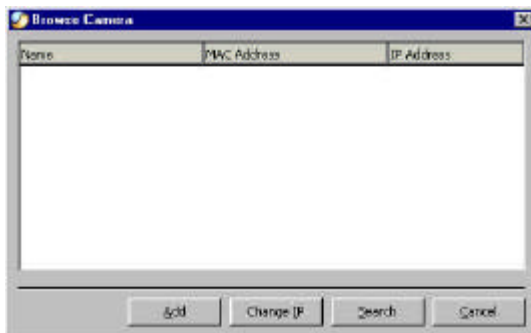 Browse Camera
Name MAC Address IP Address
Add Change IP Search Cancel